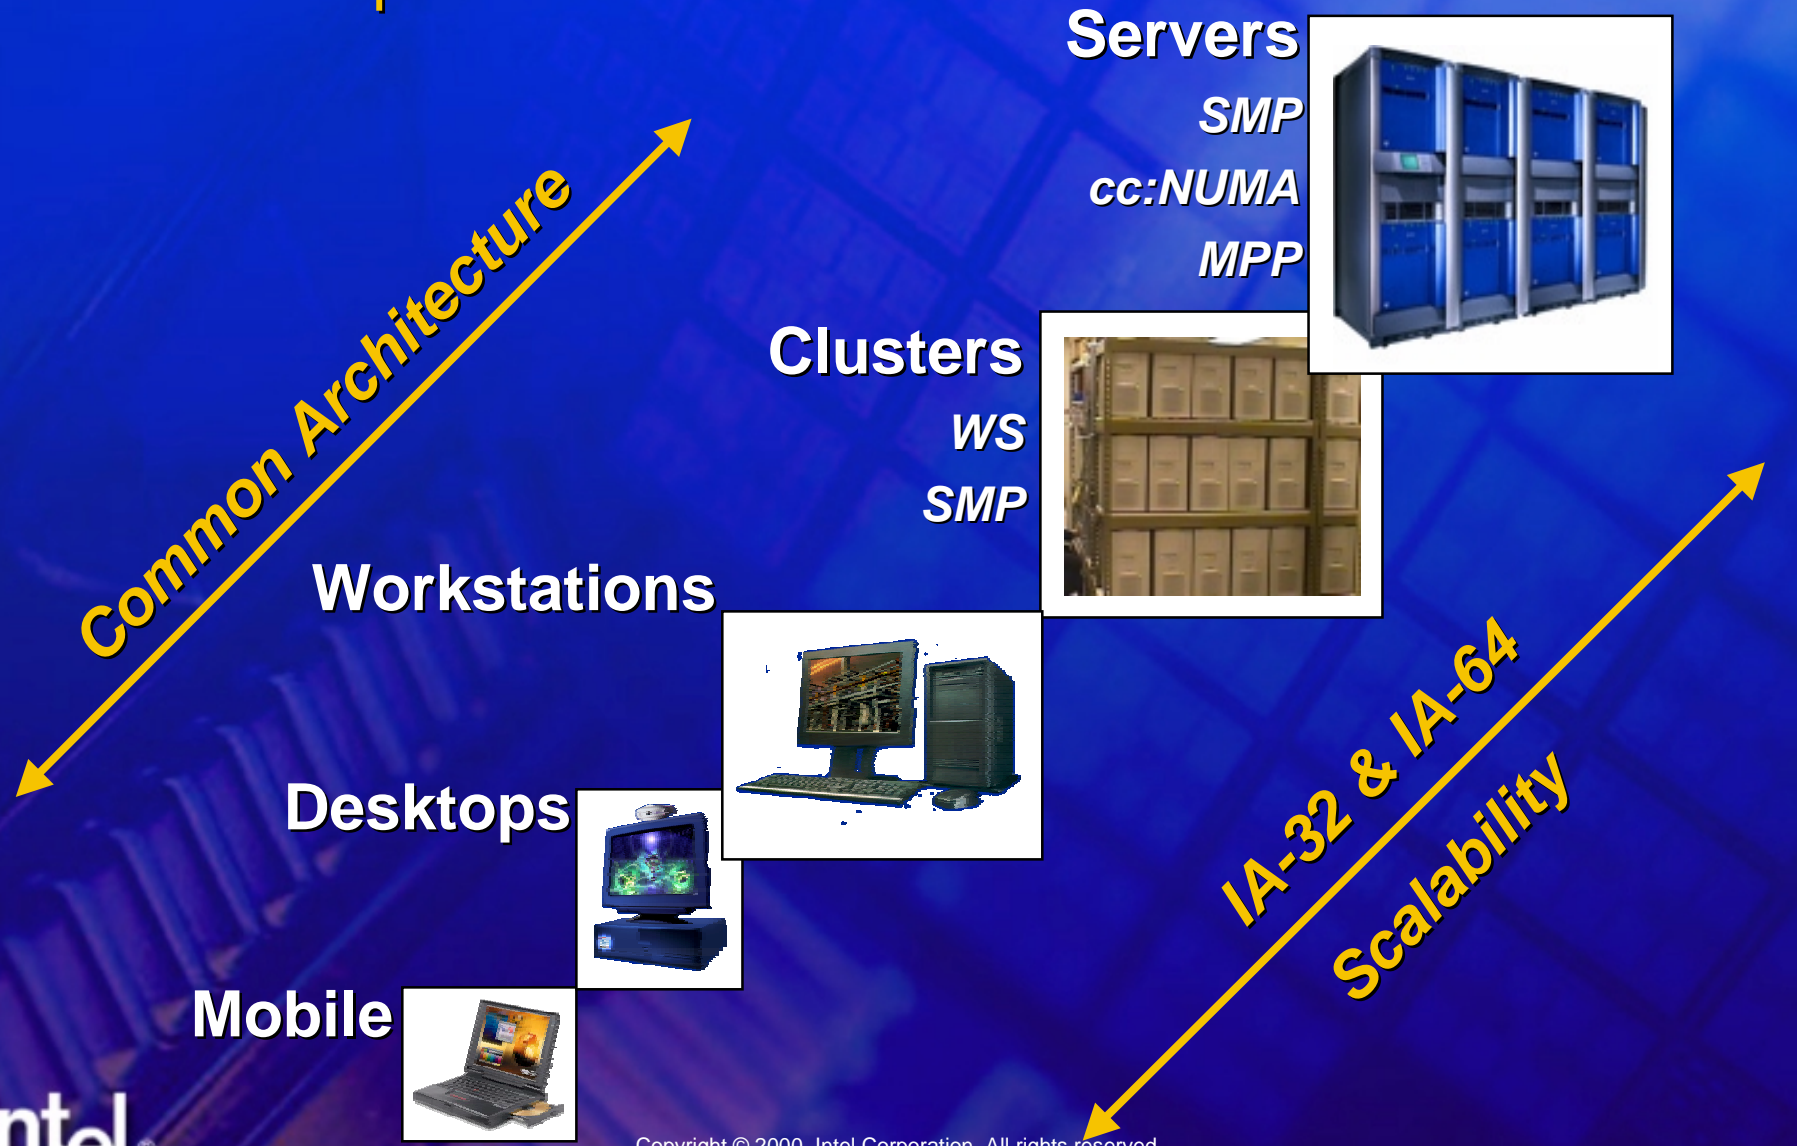 Servers
SMP
cc:NUMA
MPP
Common Architecture
Clusters
WS
SMP
Workstations
IA-32 & IA-64
Scalability
Desktops
Mobile
Copyright © 2000, Intel Corporation. All rights reserved.